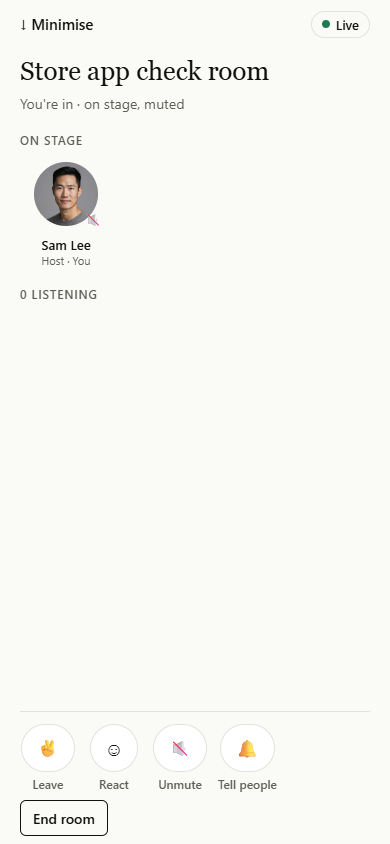 ↓ Minimise
Live
Store app check room
You're in · on stage, muted
ON STAGE
Sam Lee
Host · You
0 LISTENING
Leave
React
Unmute
Tell people
End room